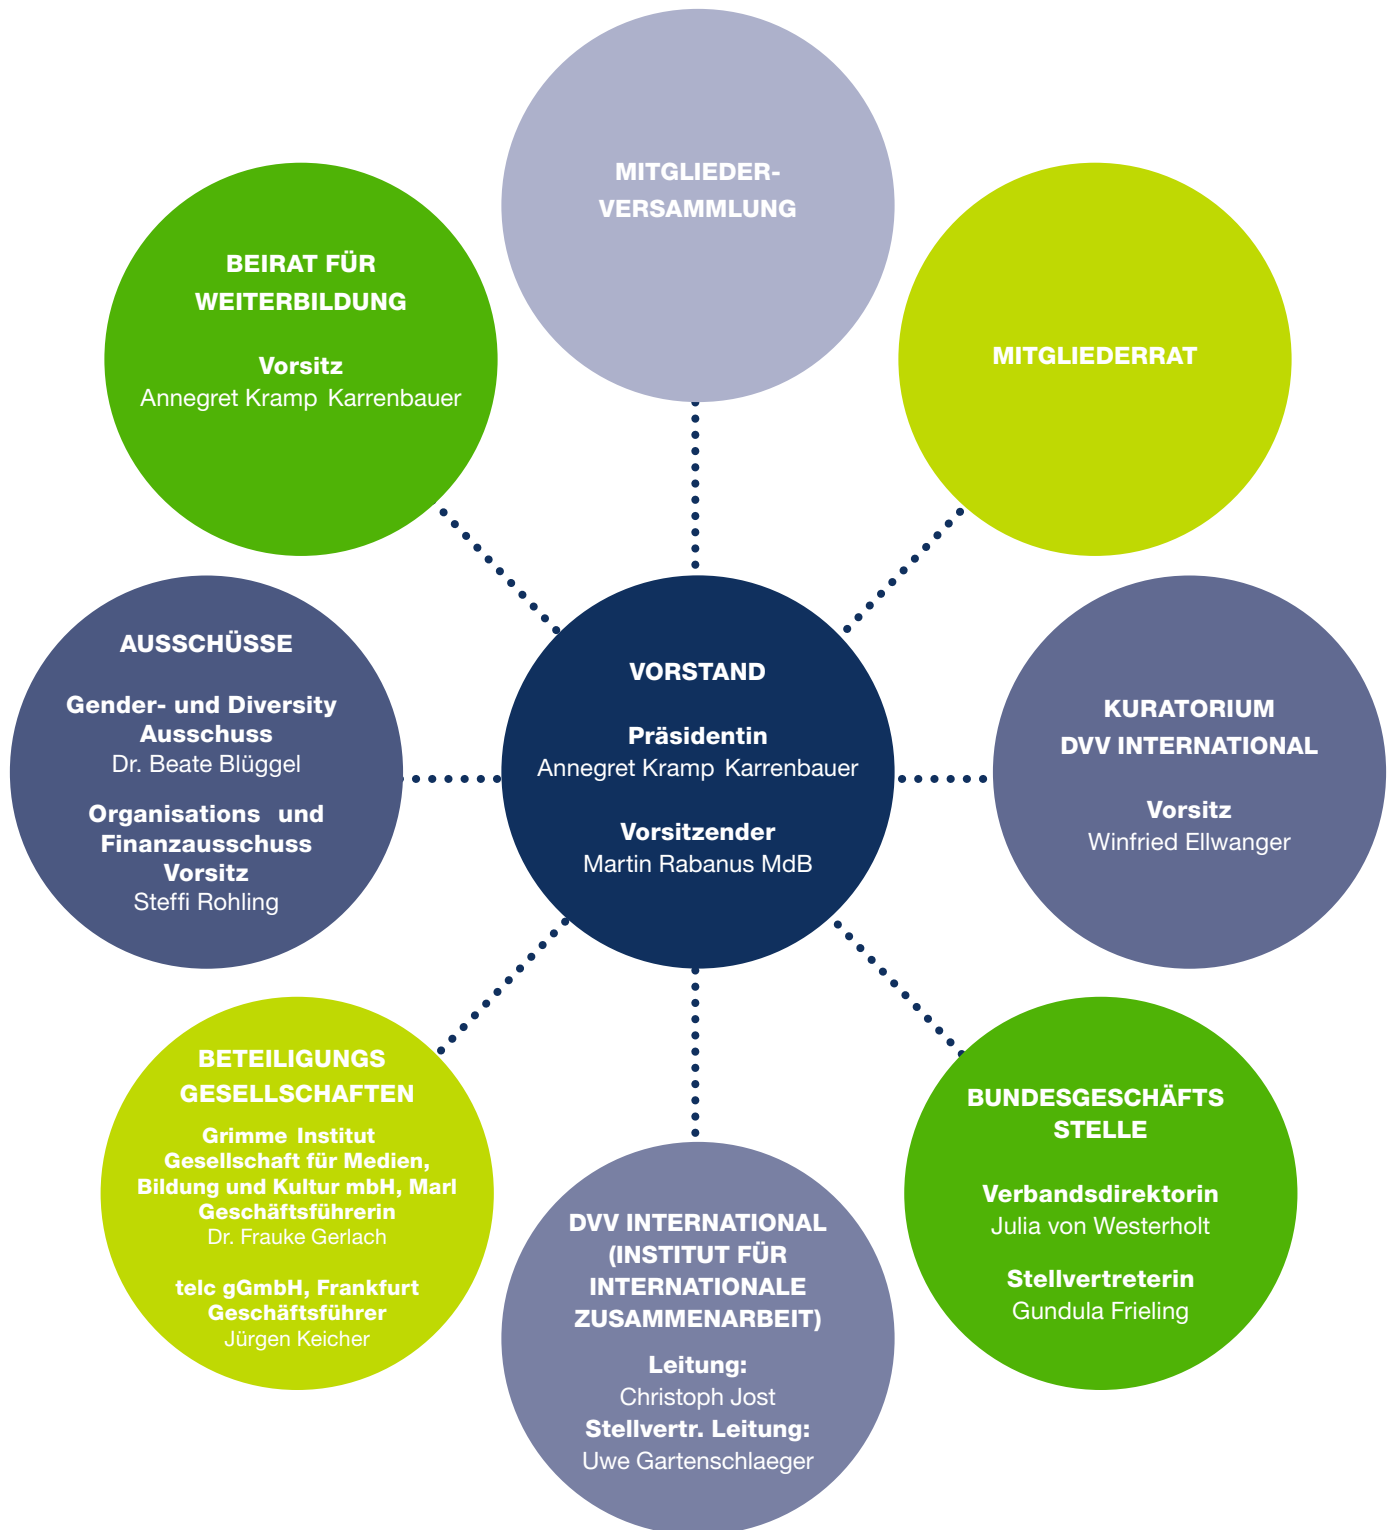 MITGLIEDER-
VERSAMMLUNG
BEIRAT FÜR
WEITERBILDUNG
Vorsitz
Annegret Kramp Karrenbauer
MITGLIEDERRAT
AUSSCHÜSSE
Gender- und Diversity
Ausschuss
Dr. Beate Blüggel
Organisations und
Finanzausschuss
Vorsitz
Steffi Rohling
VORSTAND
Präsidentin
Annegret Kramp Karrenbauer
Vorsitzender
Martin Rabanus MdB
KURATORIUM
DVV INTERNATIONAL
Vorsitz
Winfried Ellwanger
BETEILIGUNGS
GESELLSCHAFTEN
Grimme Institut
Gesellschaft für Medien,
Bildung und Kultur mbH, Marl
Geschäftsführerin
Dr. Frauke Gerlach
telc gGmbH, Frankfurt
Geschäftsführer
Jürgen Keicher
DVV INTERNATIONAL
(INSTITUT FÜR
INTERNATIONALE
ZUSAMMENARBEIT)
Leitung:
Christoph Jost
Stellvertr. Leitung:
Uwe Gartenschlaeger
BUNDESGESCHÄFTS
STELLE
Verbandsdirektorin
Julia von Westerholt
Stellvertreterin
Gundula Frieling